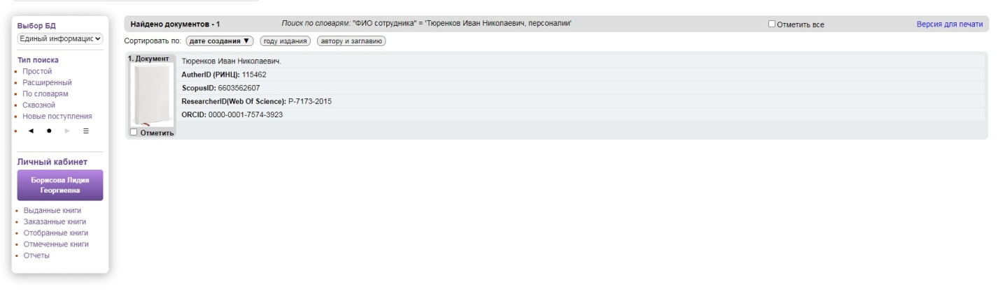 Выбор БД
Единый информацис
Тип поиска
Простой
Расширенный
По словарям
Сквозной
Новые поступления
Личный кабинет
Борисова Лидия
Георгиевна
Выданные книги
Заказанные книги
Отобранные книги
Отмеченные книги
Отчеты
Найдено документов - 1 Поиск по словарям: "ФИО сотрудника" = 'Тюренков Иван Николаевич, персоналии' Отметить все Версия для печати
Сортировать по: дате создания ▼ году издания автору и заглавию
1. Документ
Отметить
Тюренков Иван Николаевич.
AutherID (РИНЦ): 115462
ScopusID: 6603562607
ResearcherID(Web Of Science): P-7173-2015
ORCID: 0000-0001-7574-3923